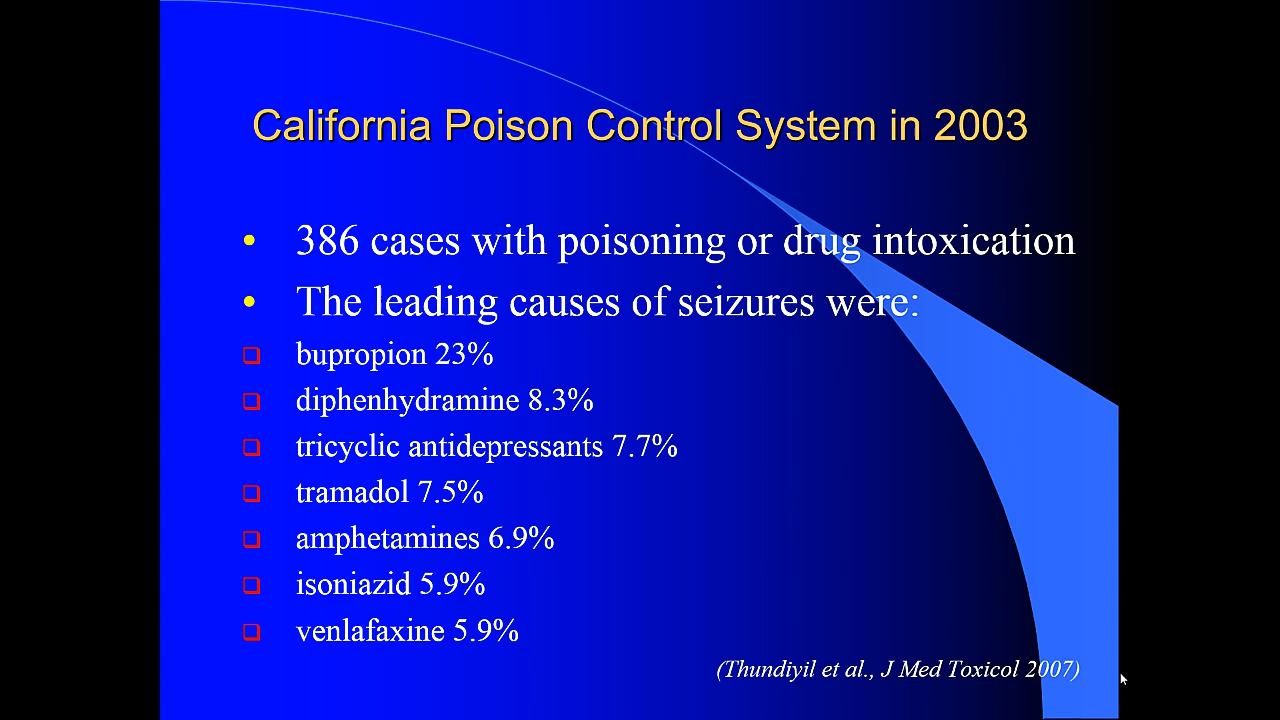 California Poison Control System in 2003
• 386 cases with poisoning or drug intoxication
• The leading causes of seizures were:
❑ bupropion 23%
❑ diphenhydramine 8.3%
❑ tricyclic antidepressants 7.7%
❑ tramadol 7.5%
❑ amphetamines 6.9%
❑ isoniazid 5.9%
❑ venlafaxine 5.9%
(Thundiyil et al., J Med Toxicol 2007)